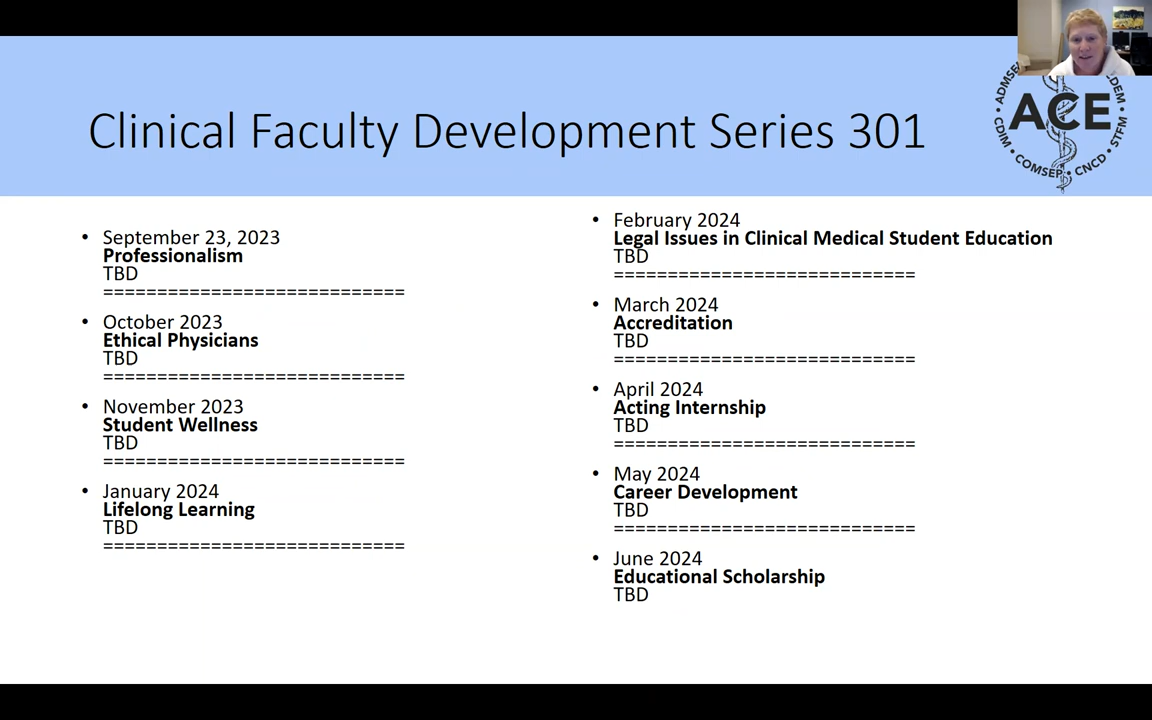 Clinical Faculty Development Series 301
ACE
ADMSE
CDIM • COMSEP • CNCD • STFM
• September 23, 2023
Professionalism
TBD
============================
• October 2023
Ethical Physicians
TBD
============================
• November 2023
Student Wellness
TBD
============================
• January 2024
Lifelong Learning
TBD
============================
• February 2024
Legal Issues in Clinical Medical Student Education
TBD
============================
• March 2024
Accreditation
TBD
============================
• April 2024
Acting Internship
TBD
============================
• May 2024
Career Development
TBD
============================
• June 2024
Educational Scholarship
TBD